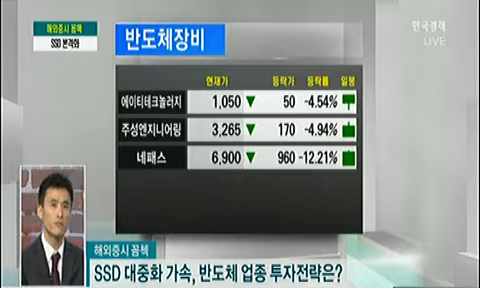 해외증시 꼼첵
SSD 본격화
한국경제
LIVE
반도체장비
현재가 등락가 등락률 일봉
에이티테크놀러지 1,050 ▼ 50 -4.54%
주성엔지니어링 3,265 ▼ 170 -4.94%
네패스 6,900 ▼ 960 -12.21%
해외증시 꼼첵
SSD 대중화 가속, 반도체 업종 투자전략은?